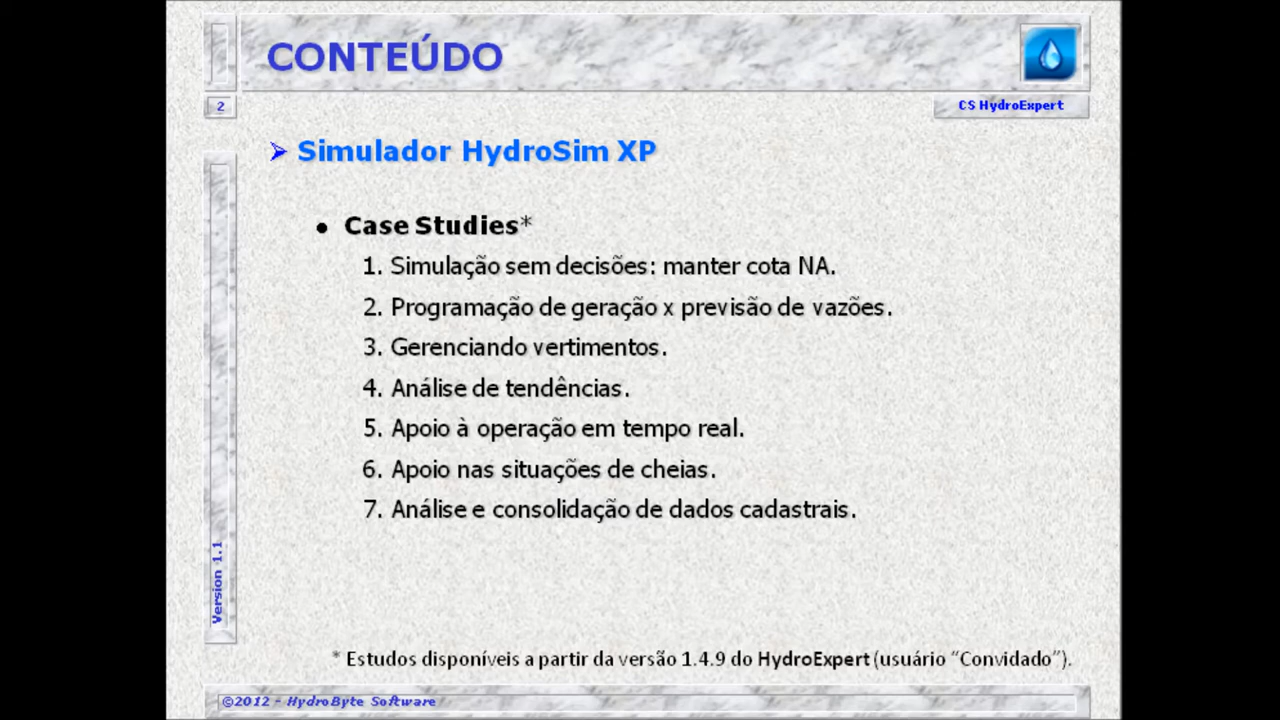 CONTEÚDO
2
CS HydroExpert
Simulador HydroSim XP
Case Studies*
1. Simulação sem decisões: manter cota NA.
2. Programação de geração x previsão de vazões.
3. Gerenciando vertimentos.
4. Análise de tendências.
5. Apoio à operação em tempo real.
6. Apoio nas situações de cheias.
7. Análise e consolidação de dados cadastrais.
Version 1.1
* Estudos disponíveis a partir da versão 1.4.9 do HydroExpert (usuário “Convidado”).
©2012 - HydroByte Software